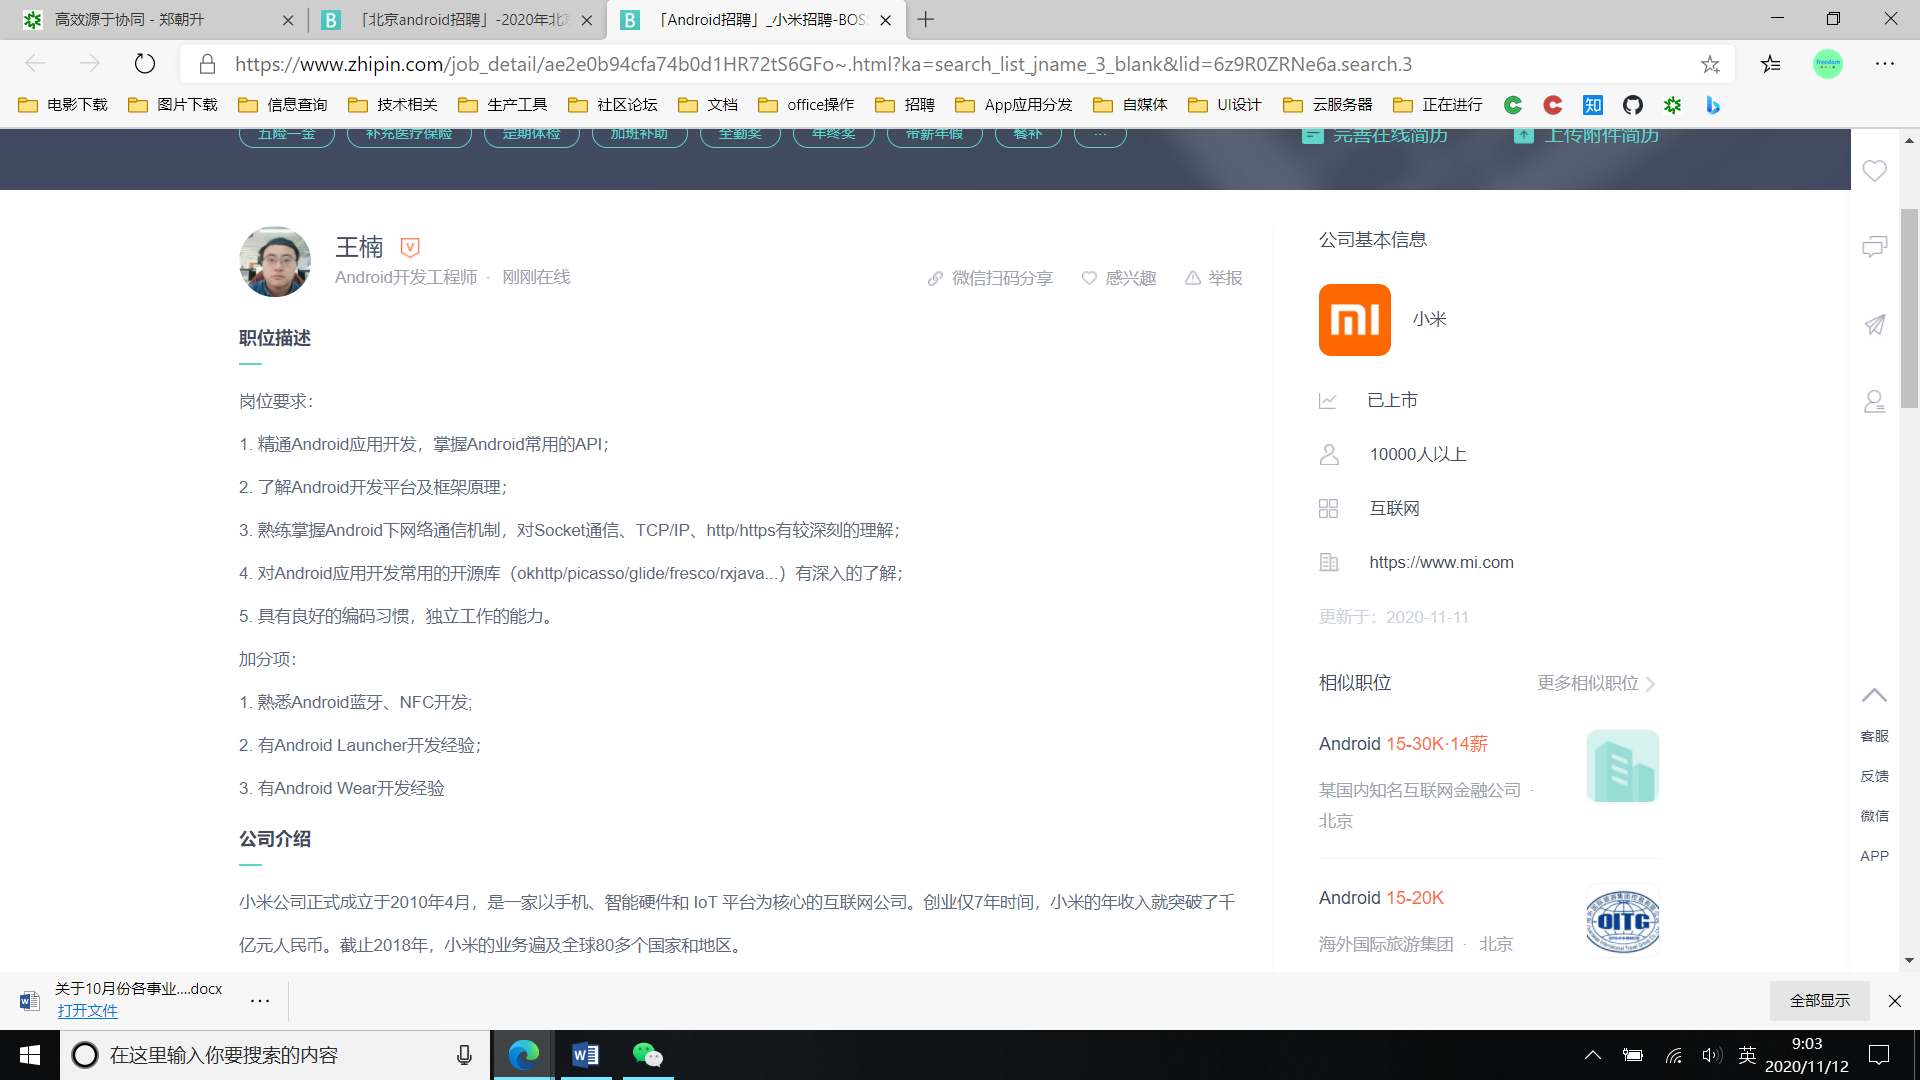 高效源于协同 - 郑朝升
「北京android招聘」-2020年北京
「Android招聘」_小米招聘-BOSS
https://www.zhipin.com/job_detail/ae2e0b94cfa74b0d1HR72tS6GFo~.html?ka=search_list_jname_3_blank&lid=6z9R0ZRNe6a.search.3
freedom
电影下载 图片下载 信息查询 技术相关 生产工具 社区论坛 文档 office操作 招聘 App应用分发 自媒体 UI设计 云服务器 正在进行 知
五险一金 补充医疗保险 定期体检 加班补助 全勤奖 年终奖 带薪年假 餐补 ...
完善在线简历 上传附件简历
王楠
Android开发工程师 · 刚刚在线
微信扫码分享 感兴趣 举报
职位描述
岗位要求：
1. 精通Android应用开发，掌握Android常用的API；
2. 了解Android开发平台及框架原理；
3. 熟练掌握Android下网络通信机制，对Socket通信、TCP/IP、http/https有较深刻的理解；
4. 对Android应用开发常用的开源库（okhttp/picasso/glide/fresco/rxjava...）有深入的了解；
5. 具有良好的编码习惯，独立工作的能力。
加分项：
1. 熟悉Android蓝牙、NFC开发;
2. 有Android Launcher开发经验；
3. 有Android Wear开发经验
公司介绍
小米公司正式成立于2010年4月，是一家以手机、智能硬件和 IoT 平台为核心的互联网公司。创业仅7年时间，小米的年收入就突破了千
亿元人民币。截止2018年，小米的业务遍及全球80多个国家和地区。
公司基本信息
mi
小米
已上市
10000人以上
互联网
https://www.mi.com
更新于：2020-11-11
相似职位 更多相似职位
Android 15-30K·14薪
某国内知名互联网金融公司 ·
北京
Android 15-20K
海外国际旅游集团 · 北京
OITG
客服
反馈
微信
APP
关于10月份各事业....docx
打开文件
全部显示
在这里输入你要搜索的内容
英
9:03
2020/11/12